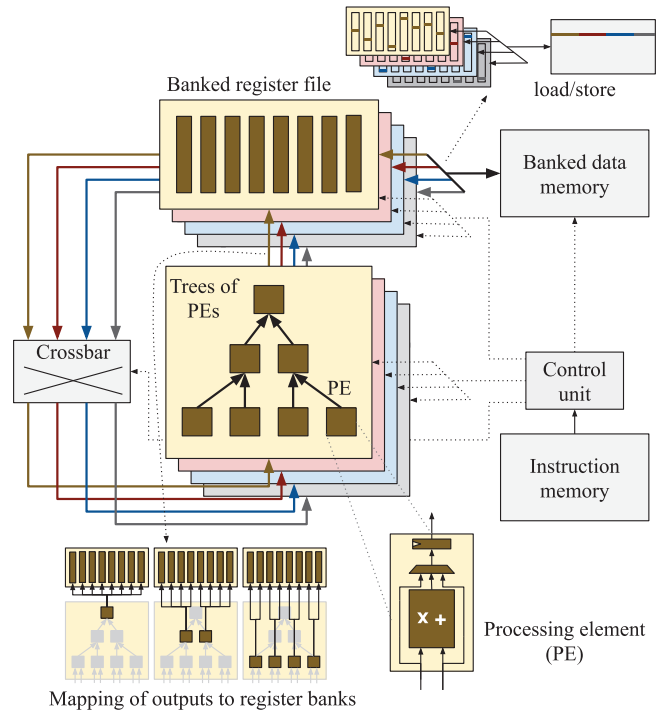 load/store
Banked register file
Banked data
memory
Trees of
PEs
PE
Crossbar
Control
unit
Instruction
memory
x +
Processing element
(PE)
Mapping of outputs to register banks